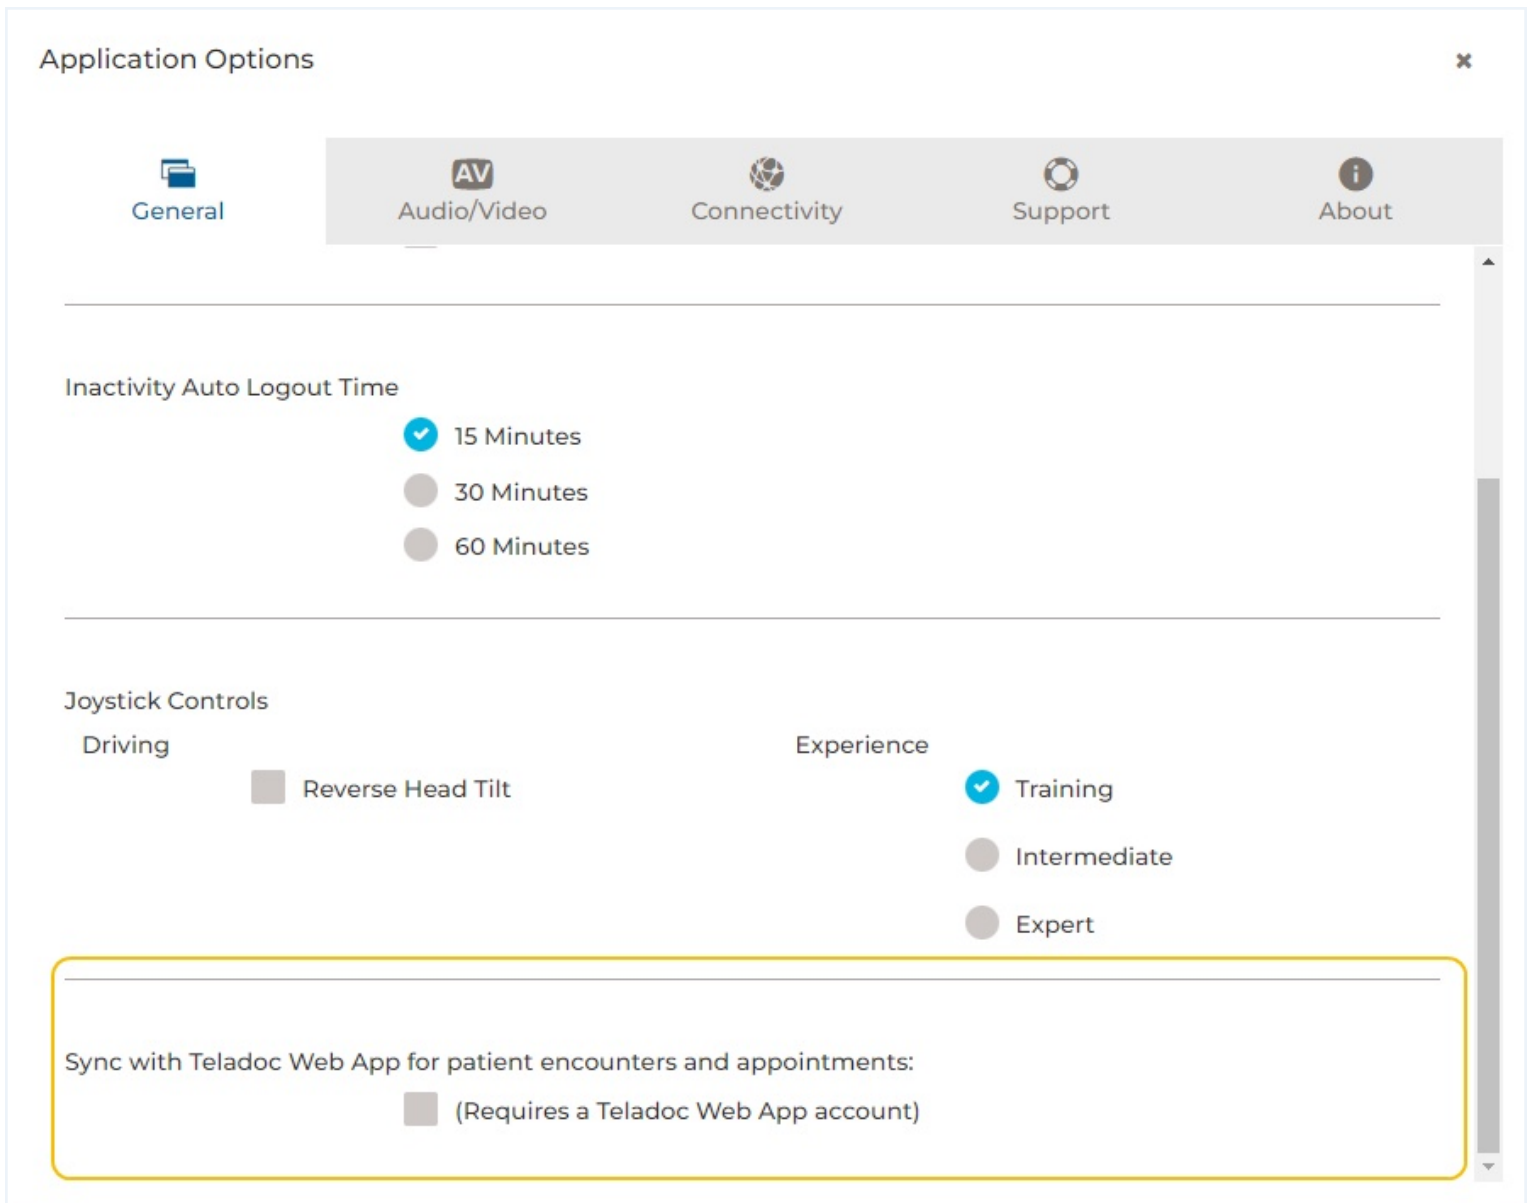 Application Options
AV
General Audio/Video Connectivity Support About
Inactivity Auto Logout Time
15 Minutes
30 Minutes
60 Minutes
Joystick Controls
Driving Experience
Reverse Head Tilt Training
Intermediate
Expert
Sync with Teladoc Web App for patient encounters and appointments:
(Requires a Teladoc Web App account)